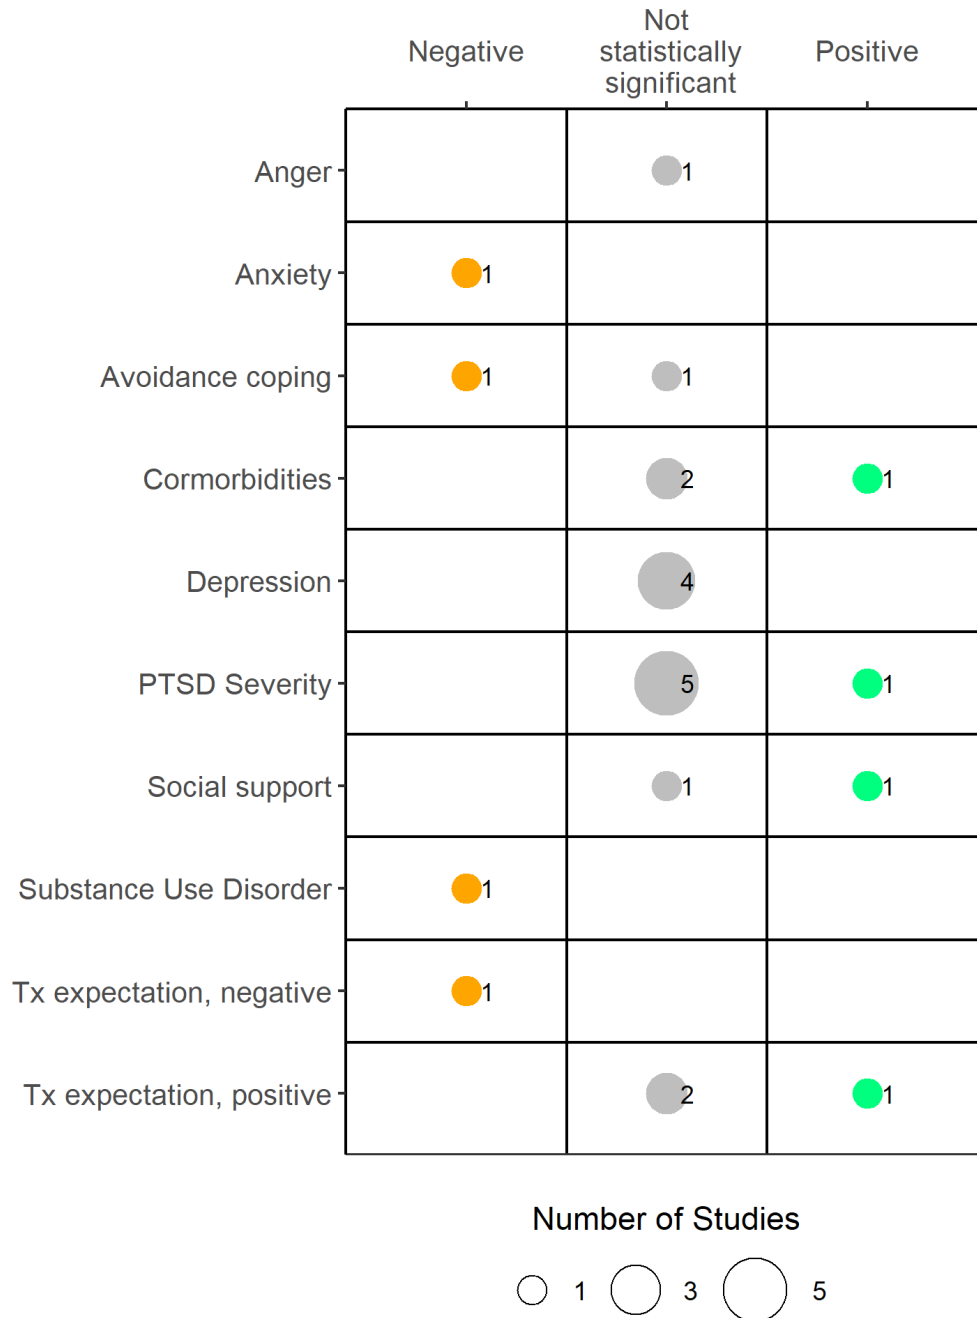 Negative
Not
statistically
significant
Positive
Anger 1
Anxiety 1
Avoidance coping 1 1
Cormorbidities 2 1
Depression 4
PTSD Severity 5 1
Social support 1 1
Substance Use Disorder 1
Tx expectation, negative 1
Tx expectation, positive 2 1
Number of Studies
1 3 5